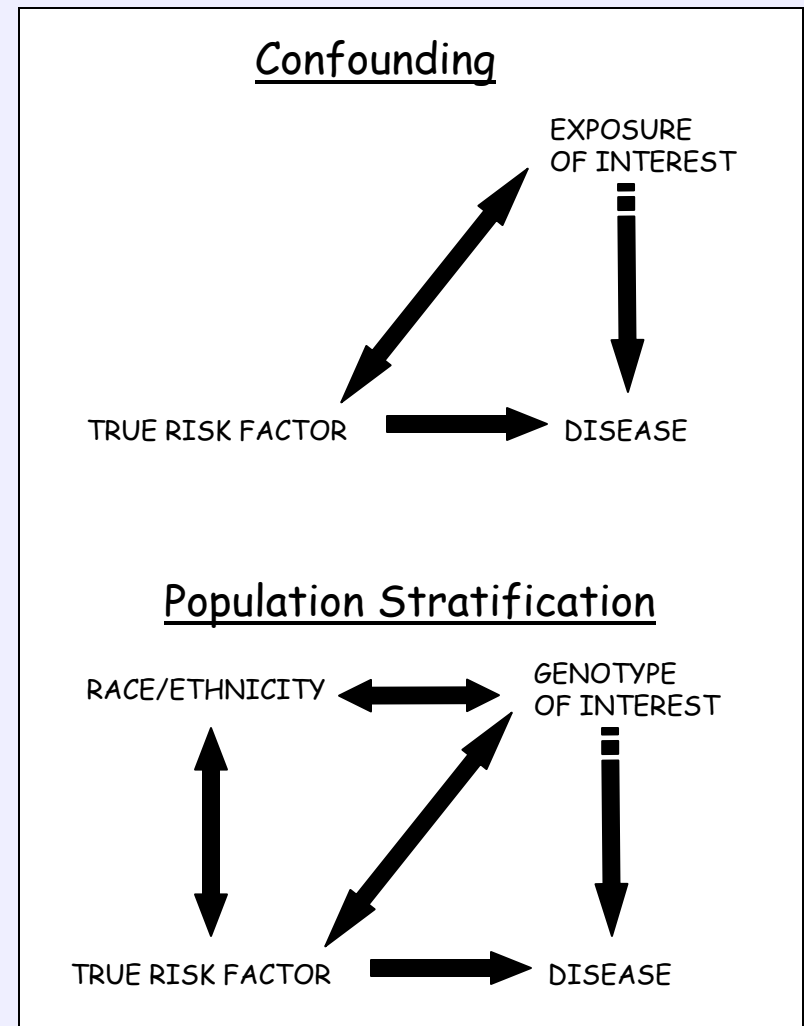 Confounding
EXPOSURE
OF INTEREST
TRUE RISK FACTOR
DISEASE
Population Stratification
RACE/ETHNICITY
GENOTYPE
OF INTEREST
TRUE RISK FACTOR
DISEASE